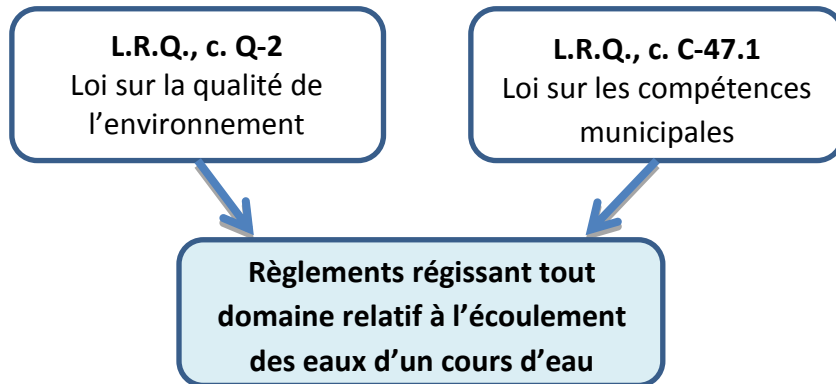 L.R.Q., c. Q-2
Loi sur la qualité de
l’environnement
L.R.Q., c. C-47.1
Loi sur les compétences
municipales
Règlements régissant tout
domaine relatif à l’écoulement
des eaux d’un cours d’eau